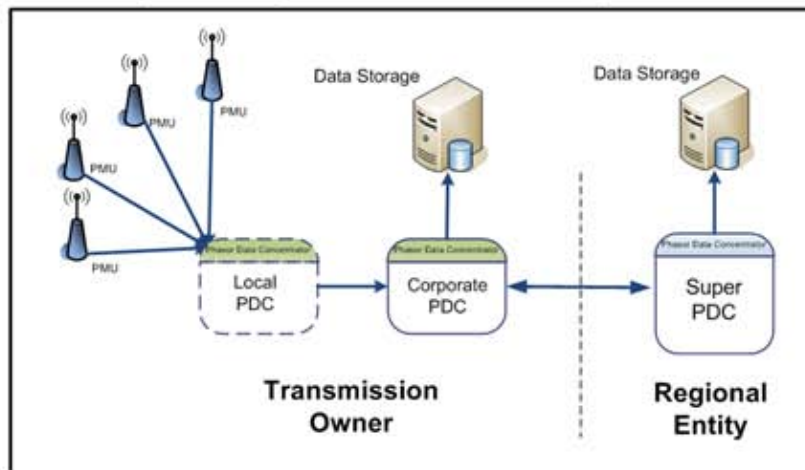 Data Storage
Data Storage
PMU
PMU
PMU
PMU
Phasor Data Concentrator
Local
PDC
Phasor Data Concentrator
Corporate
PDC
Phasor Data Concentrator
Super
PDC
Transmission
Owner
Regional
Entity